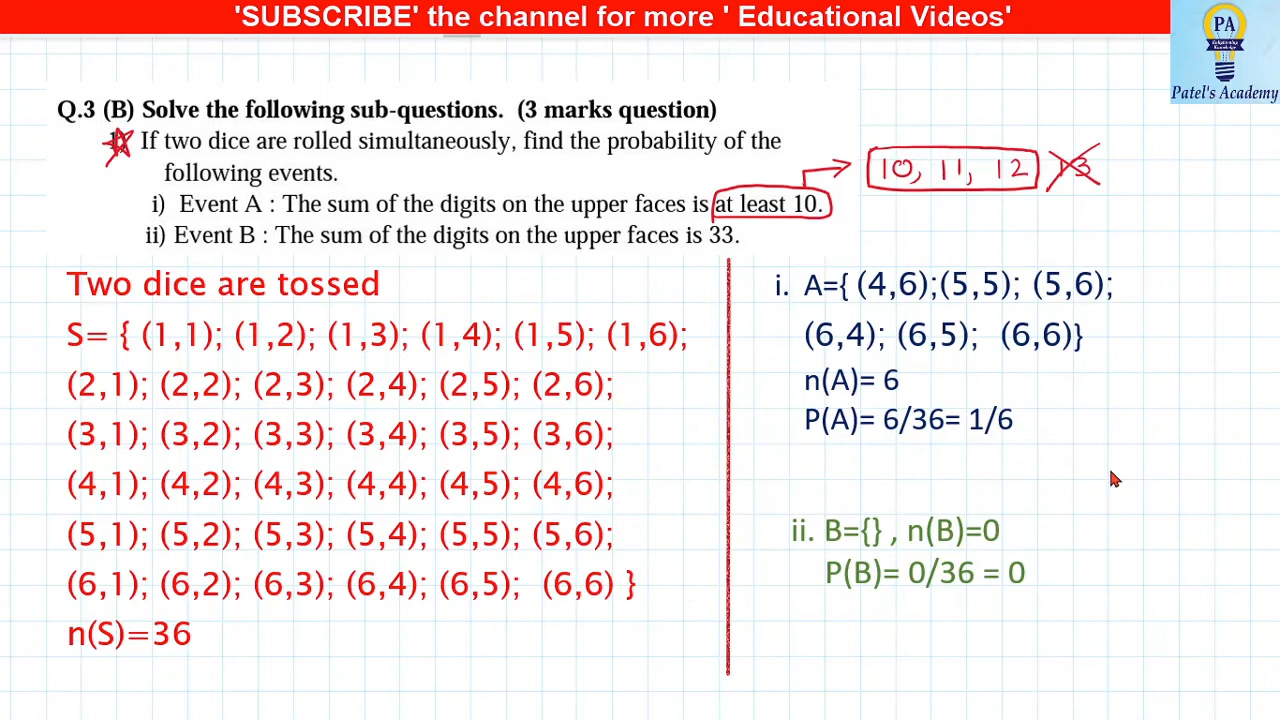 'SUBSCRIBE' the channel for more ' Educational Videos'
PA
Patel's Academy
Q.3 (B) Solve the following sub-questions. (3 marks question)
If two dice are rolled simultaneously, find the probability of the
following events.
i) Event A : The sum of the digits on the upper faces is at least 10.
ii) Event B : The sum of the digits on the upper faces is 33.
10, 11, 12 13
Two dice are tossed
S= { (1,1); (1,2); (1,3); (1,4); (1,5); (1,6);
(2,1); (2,2); (2,3); (2,4); (2,5); (2,6);
(3,1); (3,2); (3,3); (3,4); (3,5); (3,6);
(4,1); (4,2); (4,3); (4,4); (4,5); (4,6);
(5,1); (5,2); (5,3); (5,4); (5,5); (5,6);
(6,1); (6,2); (6,3); (6,4); (6,5); (6,6) }
n(S)=36
i. A={ (4,6);(5,5); (5,6);
(6,4); (6,5); (6,6)}
n(A)= 6
P(A)= 6/36= 1/6
ii. B={} , n(B)=0
P(B)= 0/36 = 0